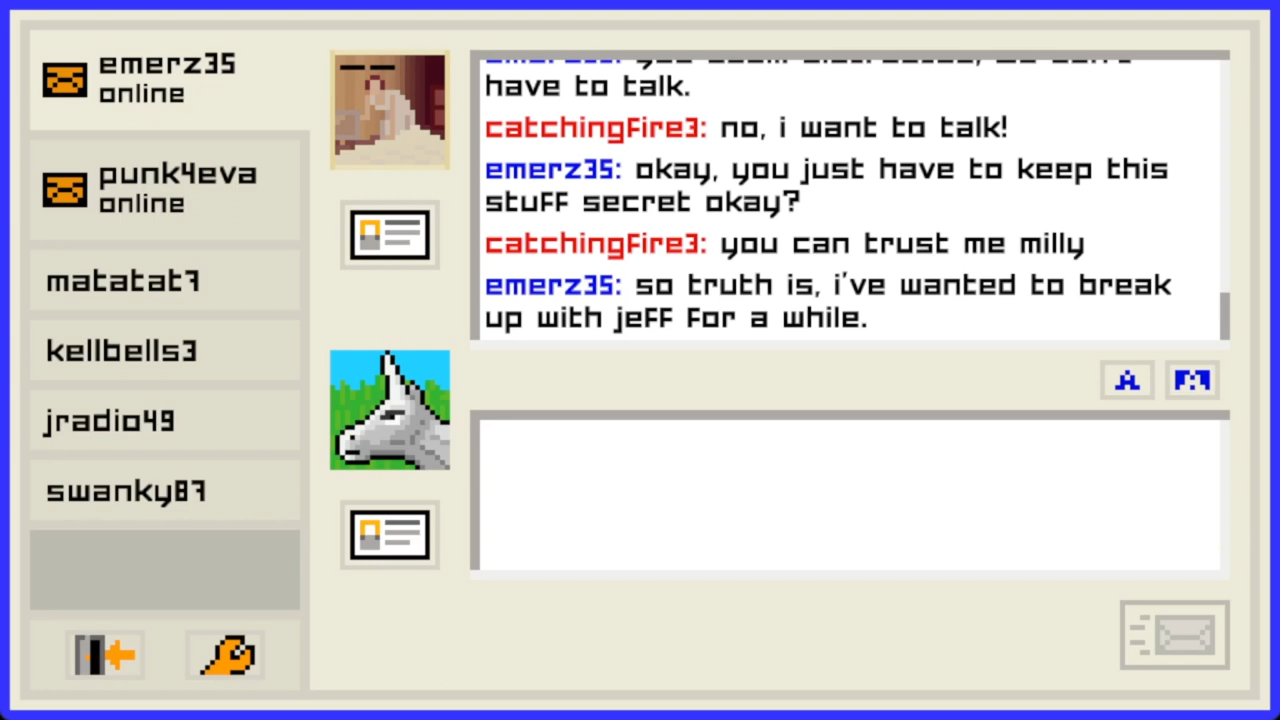 emerz35
online
punk4eva
online
matatat7
kellbells3
jradio49
swanky87
have to talk.
catchingfire3: no, i want to talk!
emerz35: okay, you just have to keep this
stuff secret okay?
catchingfire3: you can trust me milly
emerz35: so truth is, i've wanted to break
up with jeff for a while.
A
A